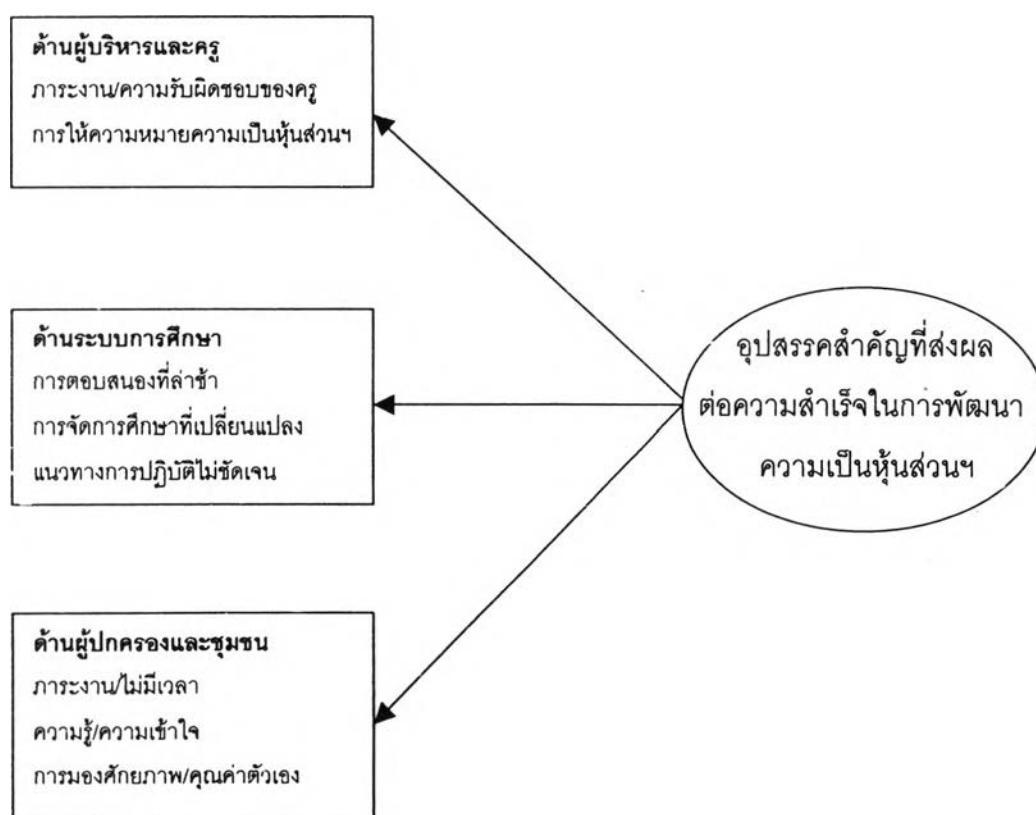 ด้านผู้บริหารและครู
ภาระงาน/ความรับผิดชอบของครู
การให้ความหมายความเป็นหุ้นส่วนฯ
ด้านระบบการศึกษา
การตอบสนองที่ล่าช้า
การจัดการศึกษาที่เปลี่ยนแปลง
แนวทางการปฏิบัติไม่ชัดเจน
ด้านผู้ปกครองและชุมชน
ภาระงาน/ไม่มีเวลา
ความรู้/ความเข้าใจ
การมองศักยภาพ/คุณค่าตัวเอง
อุปสรรคสำคัญที่ส่งผล
ต่อความสำเร็จในการพัฒนา
ความเป็นหุ้นส่วนฯ